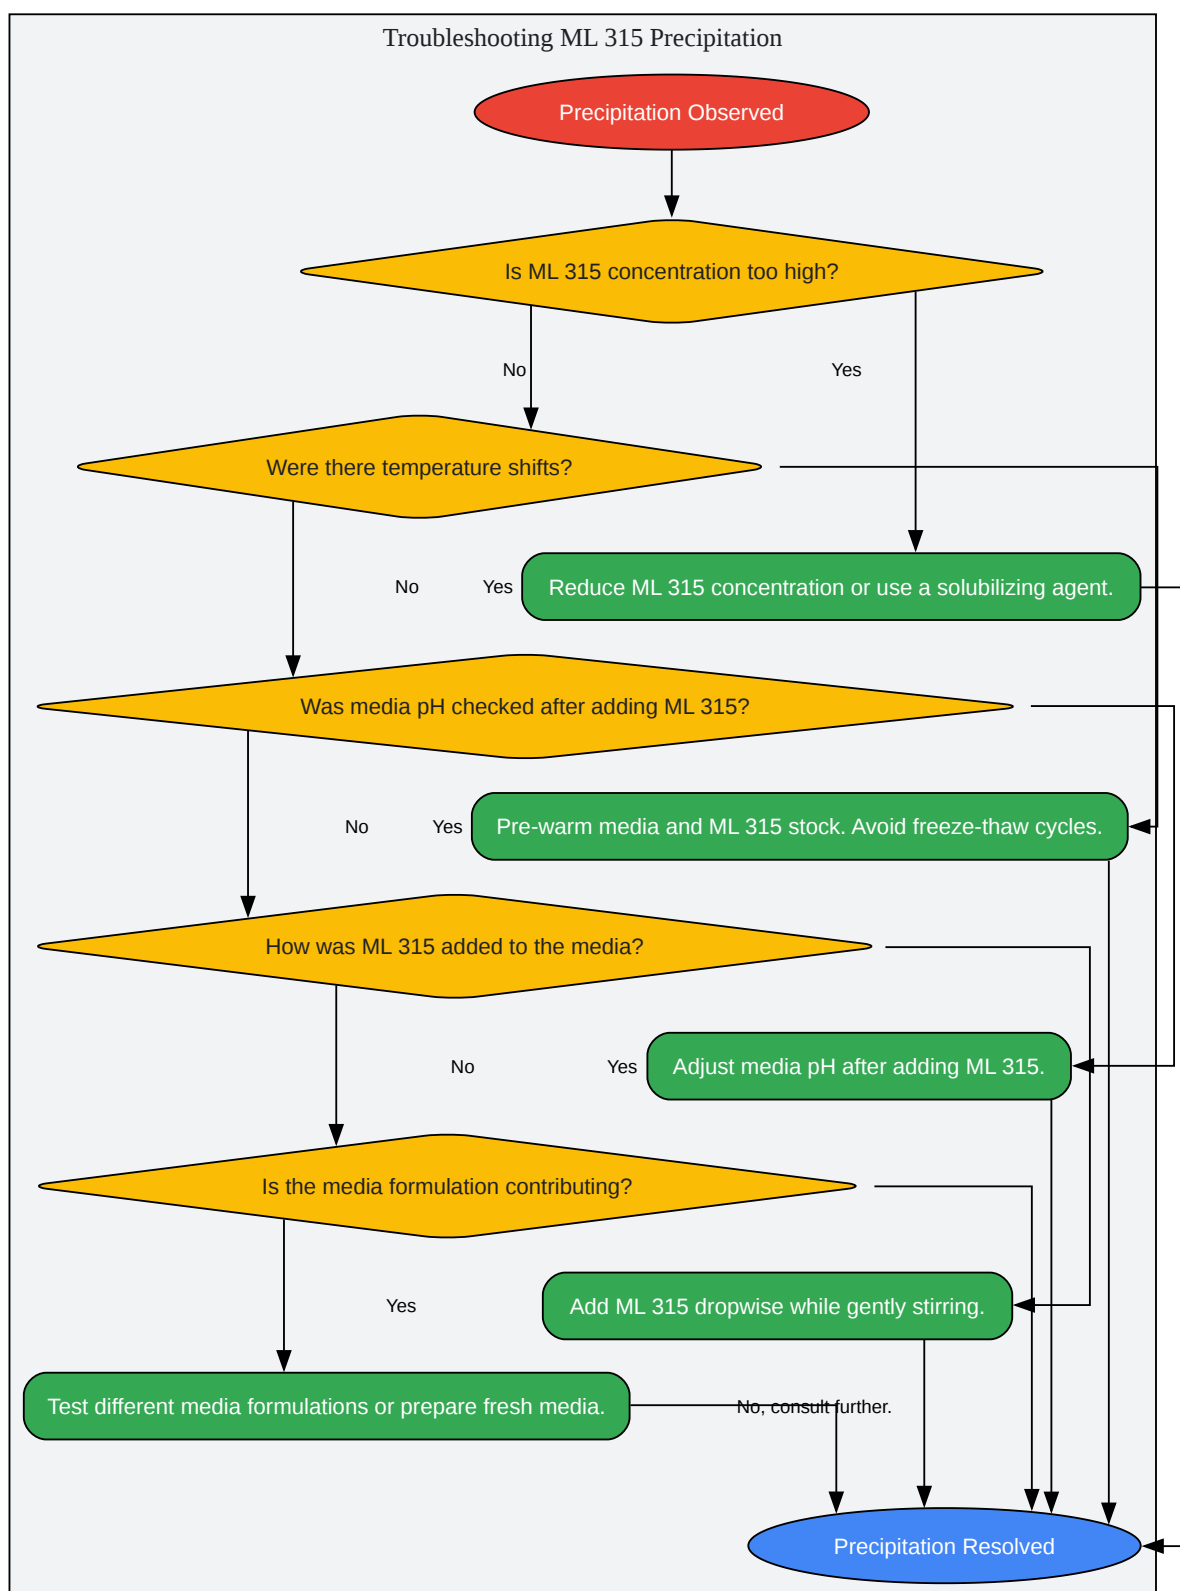 Troubleshooting ML 315 Precipitation
Precipitation Observed
Is ML 315 concentration too high?
No
Yes
Were there temperature shifts?
No
Yes
Reduce ML 315 concentration or use a solubilizing agent.
Was media pH checked after adding ML 315?
No
Yes
Pre-warm media and ML 315 stock. Avoid freeze-thaw cycles.
How was ML 315 added to the media?
No
Yes
Adjust media pH after adding ML 315.
Is the media formulation contributing?
Yes
Add ML 315 dropwise while gently stirring.
Test different media formulations or prepare fresh media.
No, consult further.
Precipitation Resolved